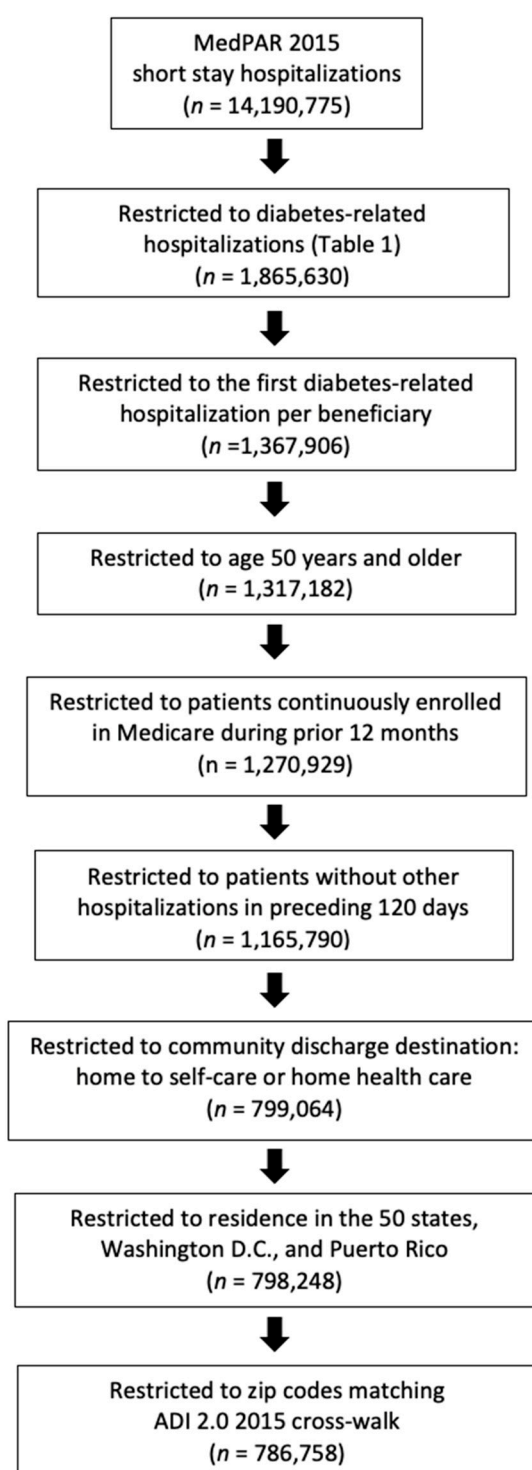 MedPAR 2015
short stay hospitalizations
(n = 14,190,775)
Restricted to diabetes-related
hospitalizations (Table 1)
(n = 1,865,630)
Restricted to the first diabetes-related
hospitalization per beneficiary
(n =1,367,906)
Restricted to age 50 years and older
(n = 1,317,182)
Restricted to patients continuously enrolled
in Medicare during prior 12 months
(n = 1,270,929)
Restricted to patients without other
hospitalizations in preceding 120 days
(n = 1,165,790)
Restricted to community discharge destination:
home to self-care or home health care
(n = 799,064)
Restricted to residence in the 50 states,
Washington D.C., and Puerto Rico
(n = 798,248)
Restricted to zip codes matching
ADI 2.0 2015 cross-walk
(n = 786,758)